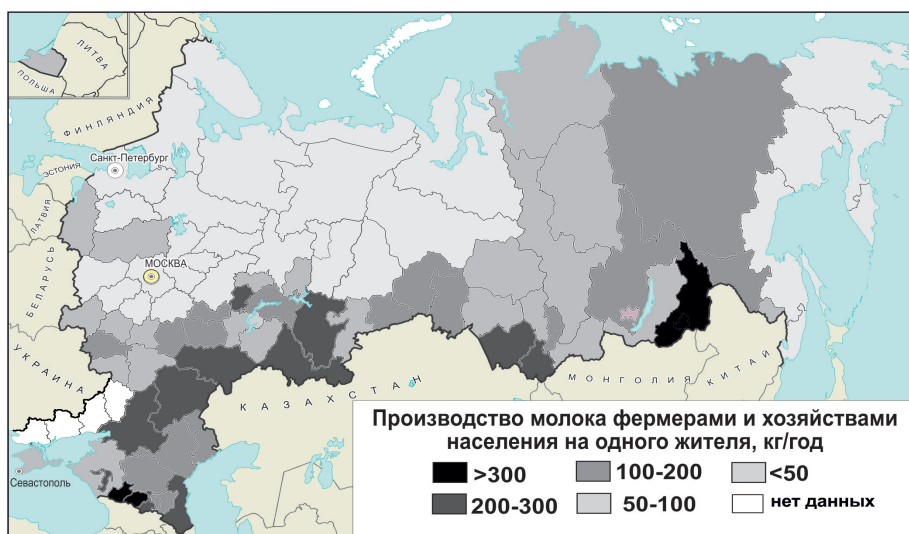 ПОЛЬША
ЛИТВА
ФИНЛЯНДИЯ
Санкт-Петербург
ЭСТОНИЯ
ЛАТВИЯ
БЕЛАРУСЬ
МОСКВА
УКРАИНА
КАЗАХСТАН
МОНГОЛИЯ
КИТАЙ
Севастополь
Производство молока фермерами и хозяйствами
населения на одного жителя, кг/год
>300 100-200 <50
200-300 50-100 нет данных